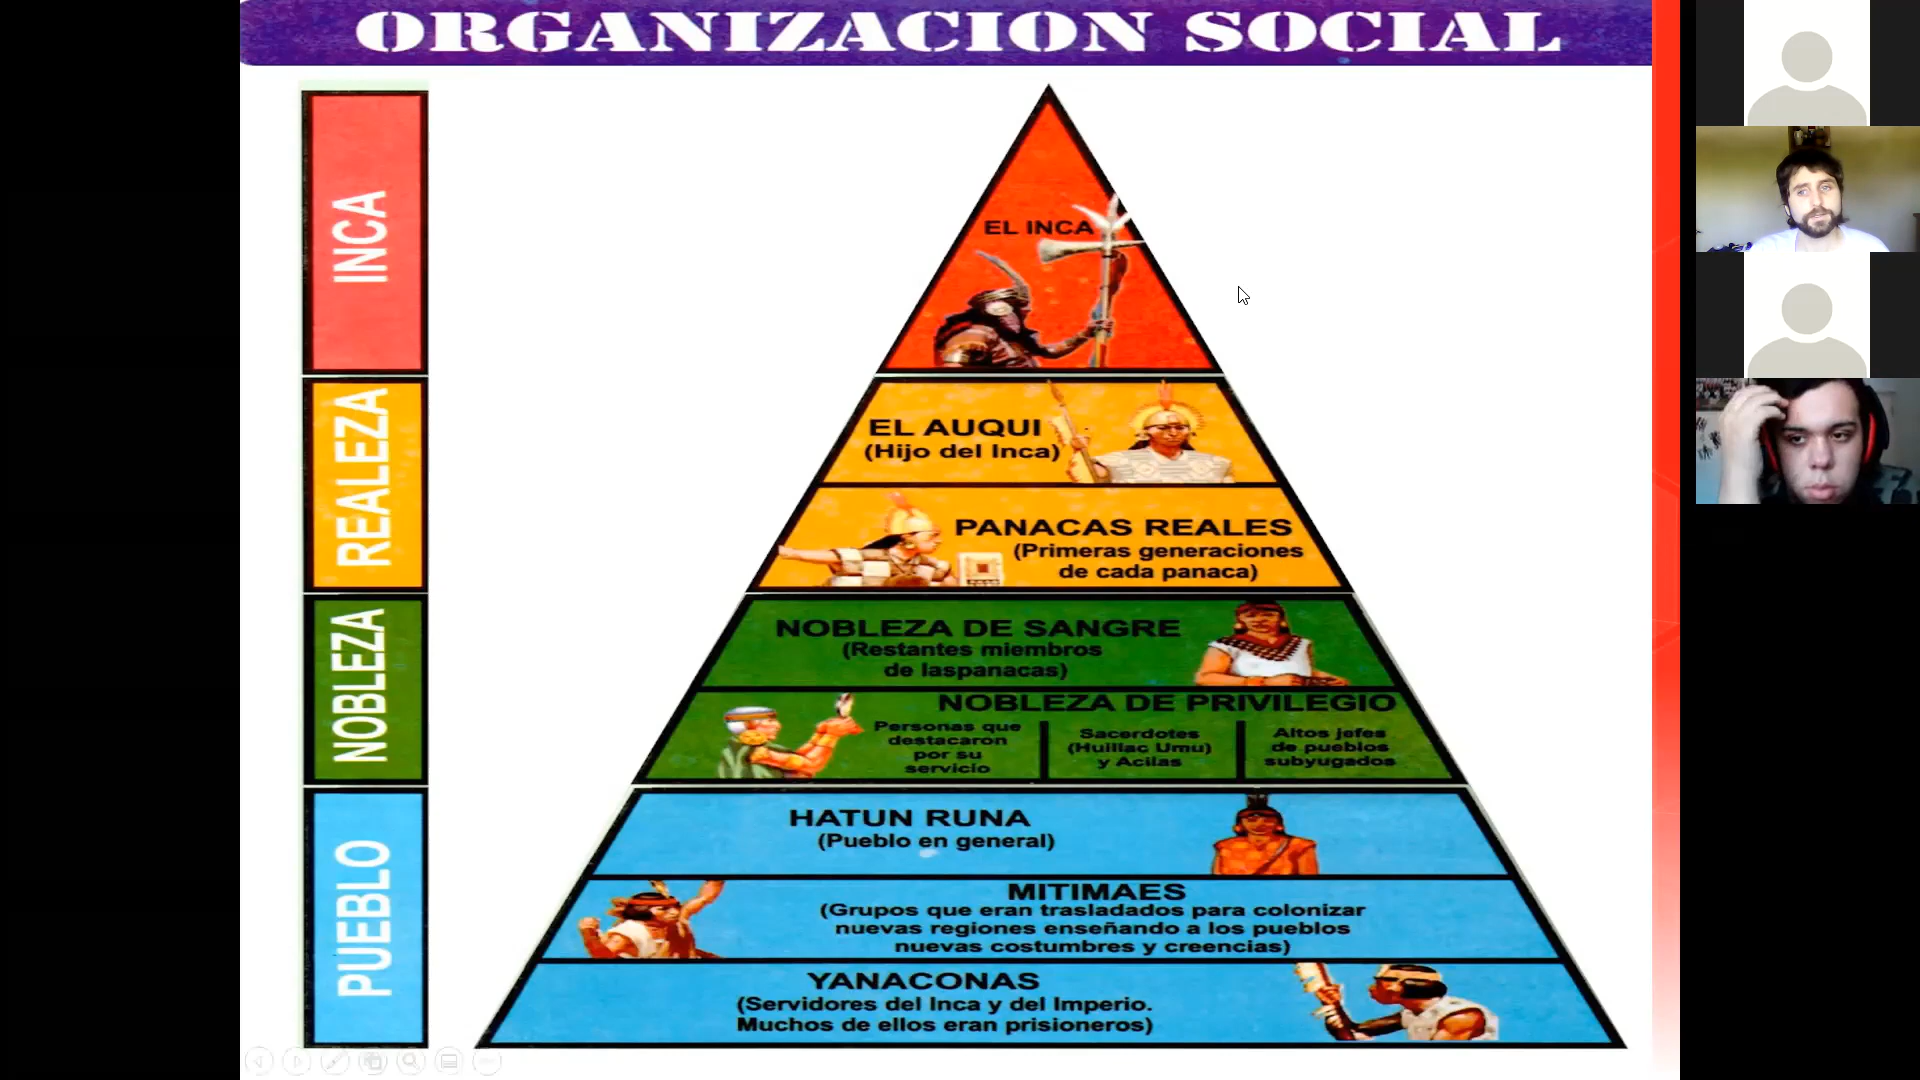 ORGANIZACION SOCIAL
INCA
EL INCA
REALEZA
EL AUQUI
(Hijo del Inca)
PANACAS REALES
(Primeras generaciones
de cada panaca)
NOBLEZA
NOBLEZA DE SANGRE
(Restantes miembros
de laspanacas)
NOBLEZA DE PRIVILEGIO
Personas que
destacaron
por su
servicio
Sacerdotes
(Huillac Umu)
y Acllas
Altos jefes
de pueblos
subyugados
PUEBLO
HATUN RUNA
(Pueblo en general)
MITIMAES
(Grupos que eran trasladados para colonizar
nuevas regiones enseñando a los pueblos
nuevas costumbres y creencias)
YANACONAS
(Servidores del Inca y del Imperio.
Muchos de ellos eran prisioneros)